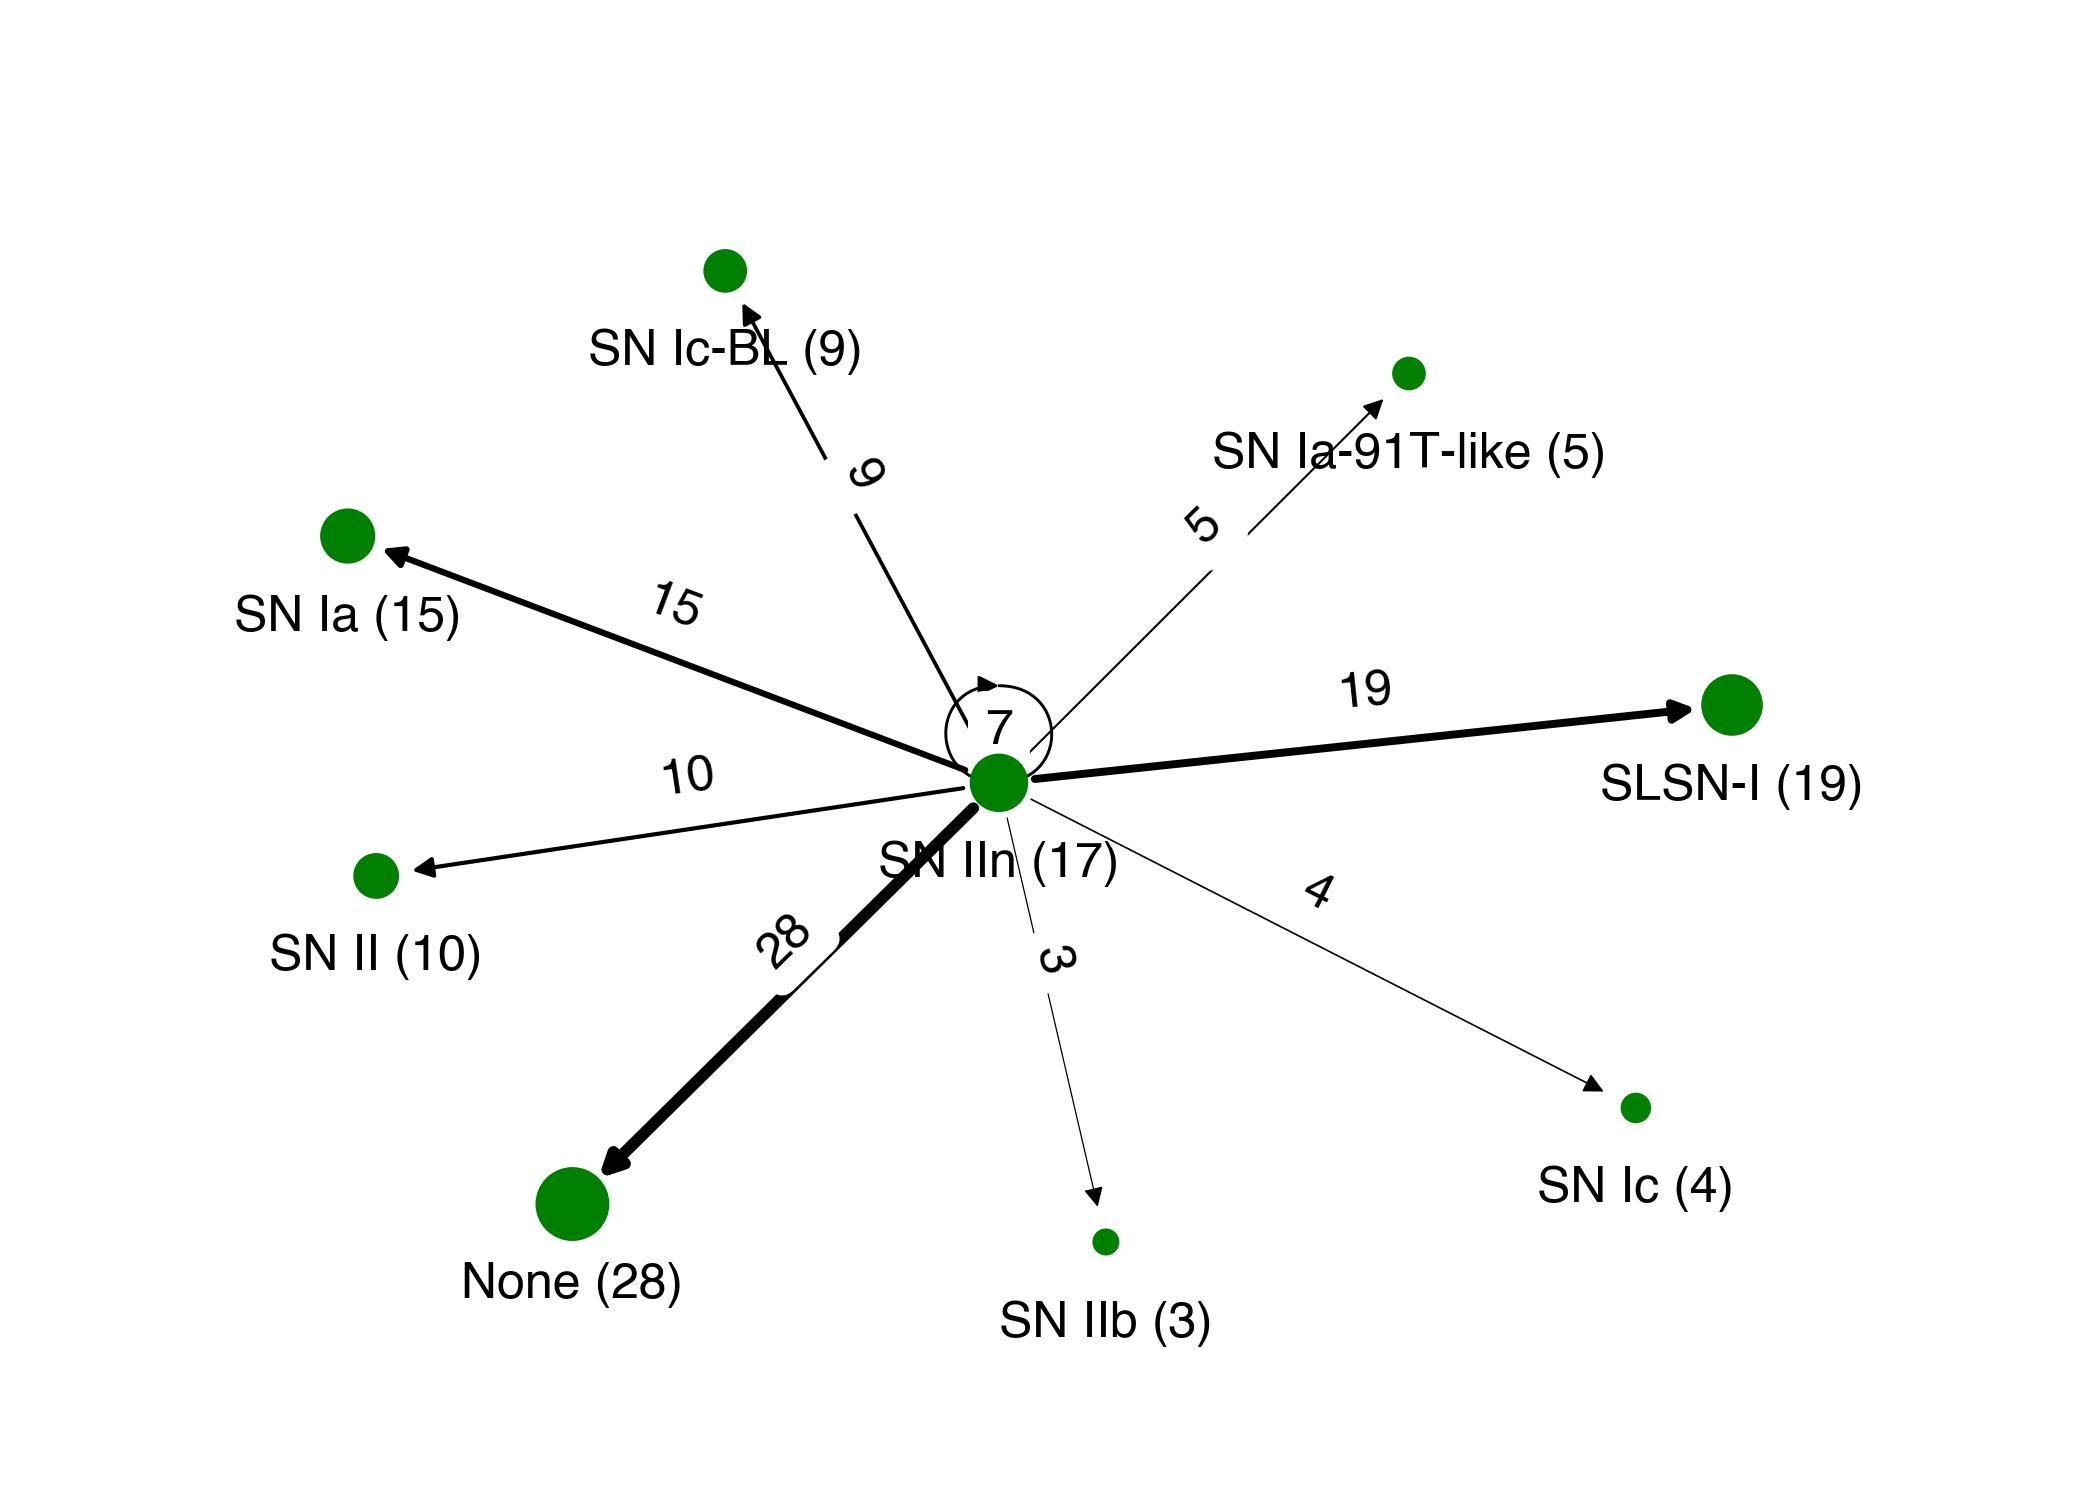 SN Ic-BL (9)
SN Ia-91T-like (5)
9
5
15
SN Ia (15)
19
7
10
SLSN-I (19)
SN IIn (17)
4
28
SN II (10)
3
SN Ic (4)
None (28)
SN IIb (3)